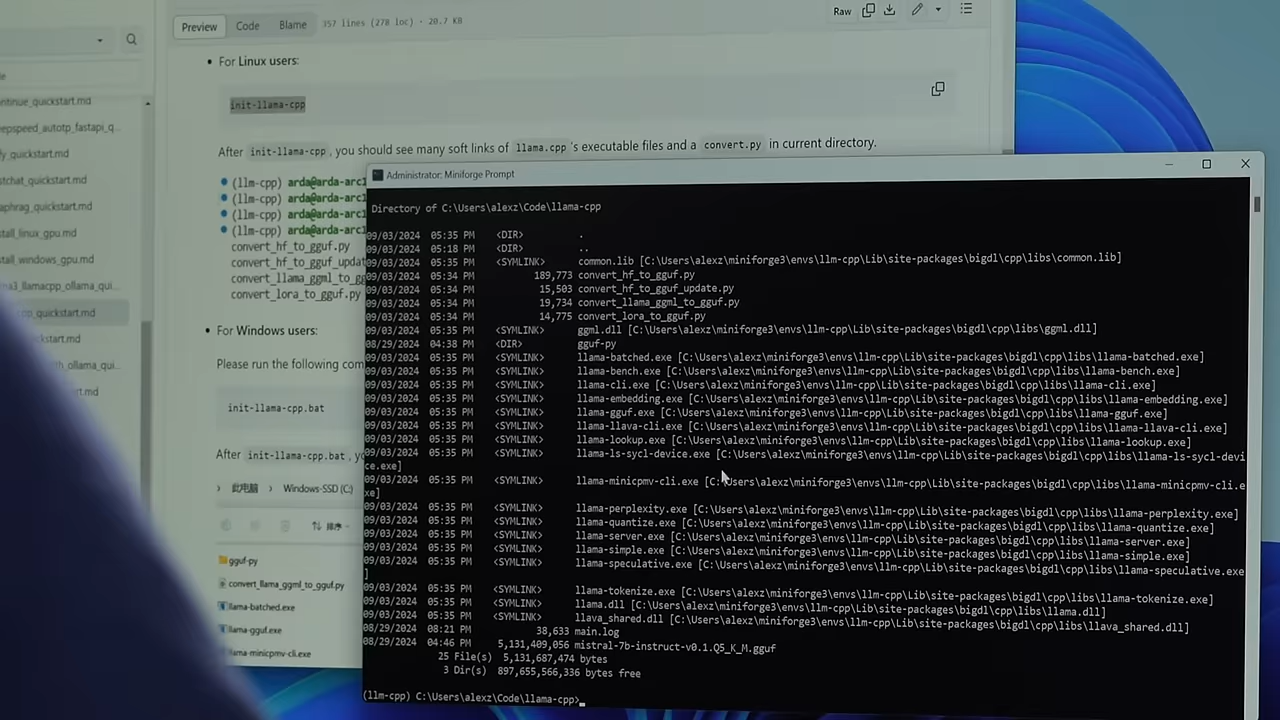 Preview Code Blame 357 lines (278 loc) · 20.7 KB Raw
For Linux users:
init-llama-cpp
After init-llama-cpp, you should see many soft links of llama.cpp 's executable files and a convert.py in current directory.
(llm-cpp) arda@arda-arc1
(llm-cpp) arda@arda-arc1
(llm-cpp) arda@arda-arc1
(llm-cpp) arda@arda-arc1
convert_hf_to_gguf.py
convert_hf_to_gguf_updat
convert_llama_ggml_to_gg
convert_lora_to_gguf.py
For Windows users:
Please run the following com
init-llama-cpp.bat
After init-llama-cpp.bat, y
此电脑 > Windows-SSD (C:)
排序
gguf-py
convert_llama_ggml_to_gguf.py
llama-batched.exe
llama-gguf.exe
llama-minicpmv-cli.exe
ntinue_quickstart.md
epspeed_autotp_fastapi_q...
fy_quickstart.md
stchat_quickstart.md
aphrag_quickstart.md
stall_linux_gpu.md
stall_windows_gpu.md
ma3_llamacpp_ollama_qui...
cpp_quickstart.md
kstart.md
th_ollama_qui...
rt.md
Administrator: Miniforge Prompt
Directory of C:\Users\alexz\Code\llama-cpp
09/03/2024 05:35 PM <DIR> .
09/03/2024 05:18 PM <DIR> ..
09/03/2024 05:35 PM <SYMLINK> common.lib [C:\Users\alexz\miniforge3\envs\llm-cpp\Lib\site-packages\bigdl\cpp\libs\common.lib]
09/03/2024 05:34 PM 189,773 convert_hf_to_gguf.py
09/03/2024 05:34 PM 15,503 convert_hf_to_gguf_update.py
09/03/2024 05:34 PM 19,734 convert_llama_ggml_to_gguf.py
09/03/2024 05:34 PM 14,775 convert_lora_to_gguf.py
09/03/2024 05:35 PM <SYMLINK> ggml.dll [C:\Users\alexz\miniforge3\envs\llm-cpp\Lib\site-packages\bigdl\cpp\libs\ggml.dll]
08/29/2024 04:38 PM <DIR> gguf-py
09/03/2024 05:35 PM <SYMLINK> llama-batched.exe [C:\Users\alexz\miniforge3\envs\llm-cpp\Lib\site-packages\bigdl\cpp\libs\llama-batched.exe]
09/03/2024 05:35 PM <SYMLINK> llama-bench.exe [C:\Users\alexz\miniforge3\envs\llm-cpp\Lib\site-packages\bigdl\cpp\libs\llama-bench.exe]
09/03/2024 05:35 PM <SYMLINK> llama-cli.exe [C:\Users\alexz\miniforge3\envs\llm-cpp\Lib\site-packages\bigdl\cpp\libs\llama-cli.exe]
09/03/2024 05:35 PM <SYMLINK> llama-embedding.exe [C:\Users\alexz\miniforge3\envs\llm-cpp\Lib\site-packages\bigdl\cpp\libs\llama-embedding.exe]
09/03/2024 05:35 PM <SYMLINK> llama-gguf.exe [C:\Users\alexz\miniforge3\envs\llm-cpp\Lib\site-packages\bigdl\cpp\libs\llama-gguf.exe]
09/03/2024 05:35 PM <SYMLINK> llama-llava-cli.exe [C:\Users\alexz\miniforge3\envs\llm-cpp\Lib\site-packages\bigdl\cpp\libs\llama-llava-cli.exe]
09/03/2024 05:35 PM <SYMLINK> llama-lookup.exe [C:\Users\alexz\miniforge3\envs\llm-cpp\Lib\site-packages\bigdl\cpp\libs\llama-lookup.exe]
09/03/2024 05:35 PM <SYMLINK> llama-ls-sycl-device.exe [C:\Users\alexz\miniforge3\envs\llm-cpp\Lib\site-packages\bigdl\cpp\libs\llama-ls-sycl-devi
ce.exe]
09/03/2024 05:35 PM <SYMLINK> llama-minicpmv-cli.exe [C:\Users\alexz\miniforge3\envs\llm-cpp\Lib\site-packages\bigdl\cpp\libs\llama-minicpmv-cli.e
xe]
09/03/2024 05:35 PM <SYMLINK> llama-perplexity.exe [C:\Users\alexz\miniforge3\envs\llm-cpp\Lib\site-packages\bigdl\cpp\libs\llama-perplexity.exe]
09/03/2024 05:35 PM <SYMLINK> llama-quantize.exe [C:\Users\alexz\miniforge3\envs\llm-cpp\Lib\site-packages\bigdl\cpp\libs\llama-quantize.exe]
09/03/2024 05:35 PM <SYMLINK> llama-server.exe [C:\Users\alexz\miniforge3\envs\llm-cpp\Lib\site-packages\bigdl\cpp\libs\llama-server.exe]
09/03/2024 05:35 PM <SYMLINK> llama-simple.exe [C:\Users\alexz\miniforge3\envs\llm-cpp\Lib\site-packages\bigdl\cpp\libs\llama-simple.exe]
09/03/2024 05:35 PM <SYMLINK> llama-speculative.exe [C:\Users\alexz\miniforge3\envs\llm-cpp\Lib\site-packages\bigdl\cpp\libs\llama-speculative.exe
]
09/03/2024 05:35 PM <SYMLINK> llama-tokenize.exe [C:\Users\alexz\miniforge3\envs\llm-cpp\Lib\site-packages\bigdl\cpp\libs\llama-tokenize.exe]
09/03/2024 05:35 PM <SYMLINK> llama.dll [C:\Users\alexz\miniforge3\envs\llm-cpp\Lib\site-packages\bigdl\cpp\libs\llama.dll]
09/03/2024 05:35 PM <SYMLINK> llava_shared.dll [C:\Users\alexz\miniforge3\envs\llm-cpp\Lib\site-packages\bigdl\cpp\libs\llava_shared.dll]
08/29/2024 08:21 PM 38,633 main.log
08/29/2024 04:46 PM 5,131,409,056 mistral-7b-instruct-v0.1.Q5_K_M.gguf
25 File(s) 5,131,687,474 bytes
3 Dir(s) 897,655,566,336 bytes free
(llm-cpp) C:\Users\alexz\Code\llama-cpp>